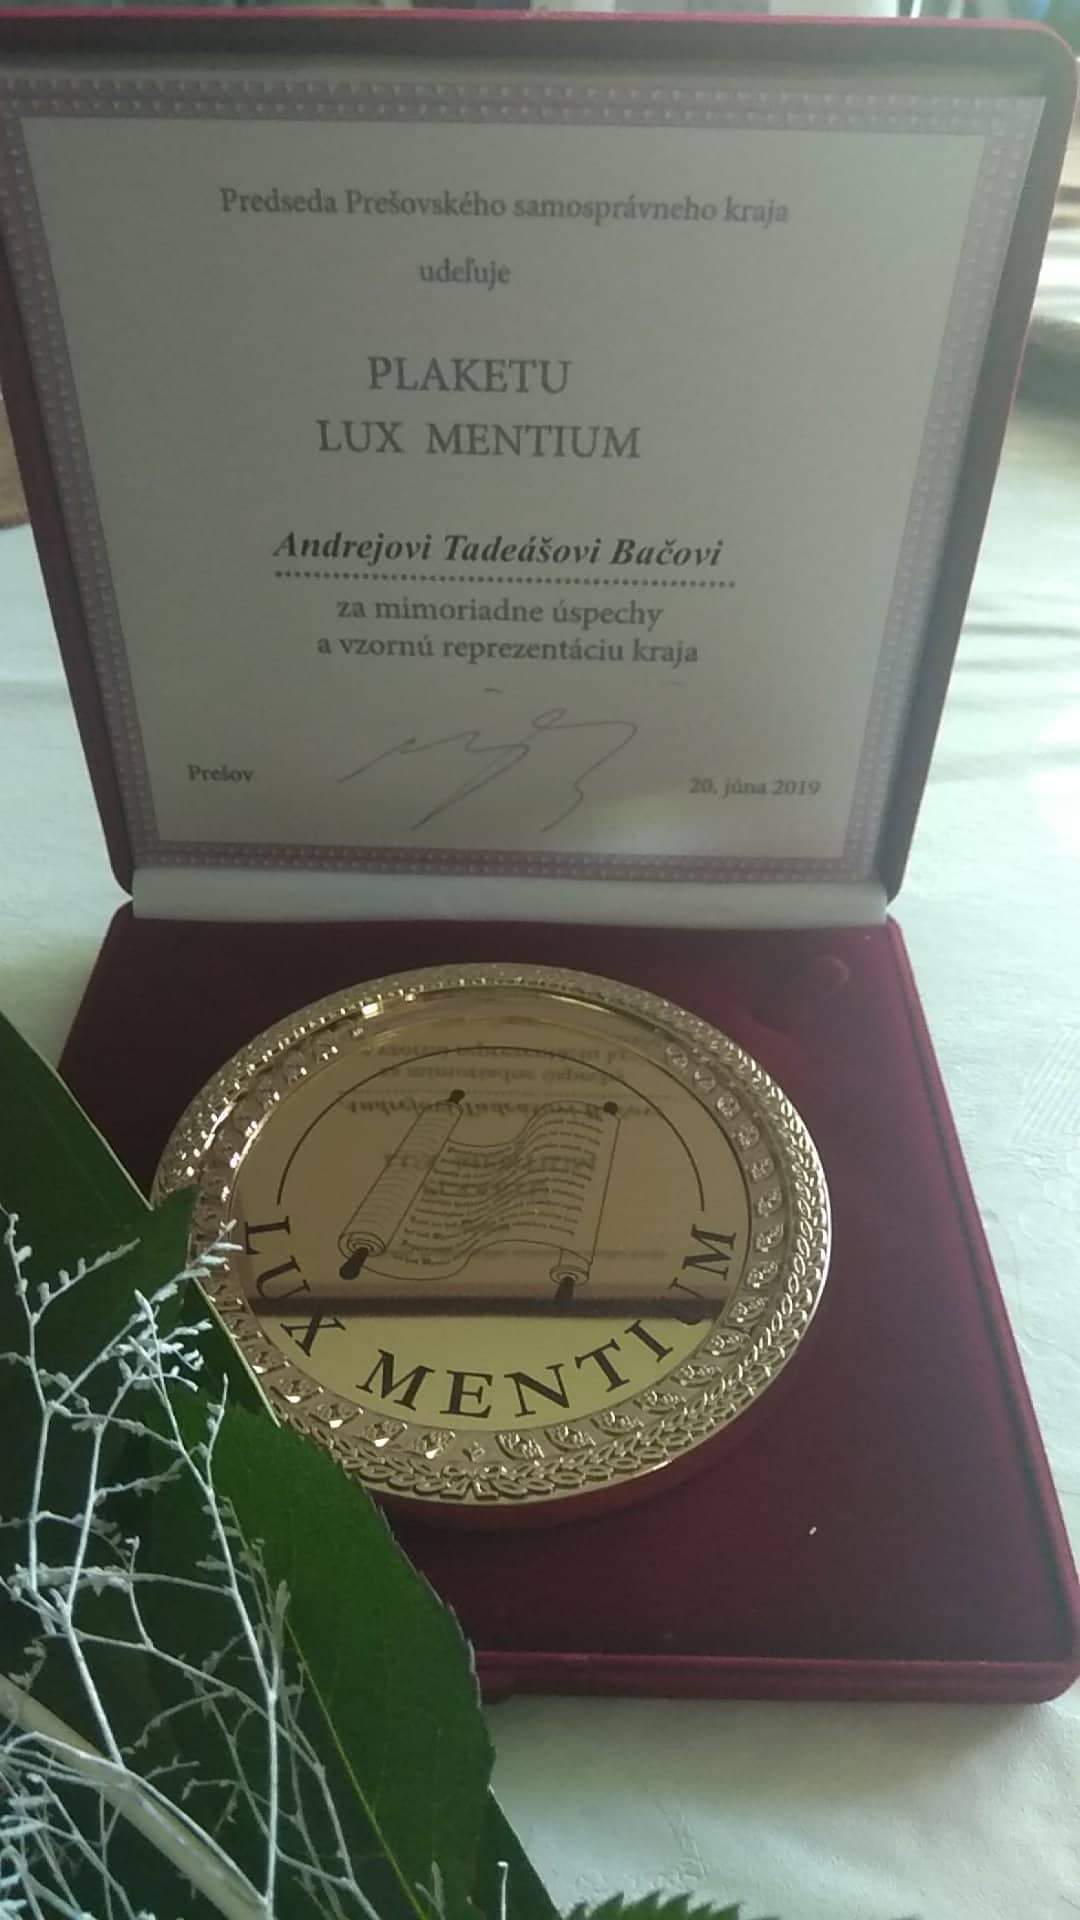 Predseda Prešovského samosprávneho kraja
udeľuje
PLAKETU
LUX MENTIUM
Andrejovi Tadeášovi Bačovi
za mimoriadne úspechy
a vzornú reprezentáciu kraja
Prešov
20. júna 2019
LUX MENTIUM